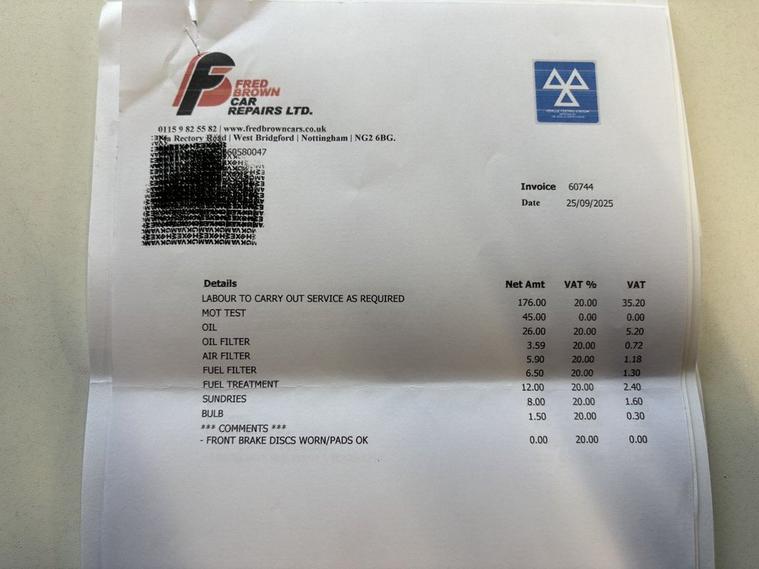 FRED
BROWN
CAR
REPAIRS LTD.
0115 9 82 55 82 | www.fredbrowncars.co.uk
Rectory Road | West Bridgford | Nottingham | NG2 6BG.
60580047
Invoice 60744
Date 25/09/2025
Details Net Amt VAT % VAT
LABOUR TO CARRY OUT SERVICE AS REQUIRED 176.00 20.00 35.20
MOT TEST 45.00 0.00 0.00
OIL 26.00 20.00 5.20
OIL FILTER 3.59 20.00 0.72
AIR FILTER 5.90 20.00 1.18
FUEL FILTER 6.50 20.00 1.30
FUEL TREATMENT 12.00 20.00 2.40
SUNDRIES 8.00 20.00 1.60
BULB 1.50 20.00 0.30
*** COMMENTS ***
- FRONT BRAKE DISCS WORN/PADS OK 0.00 20.00 0.00